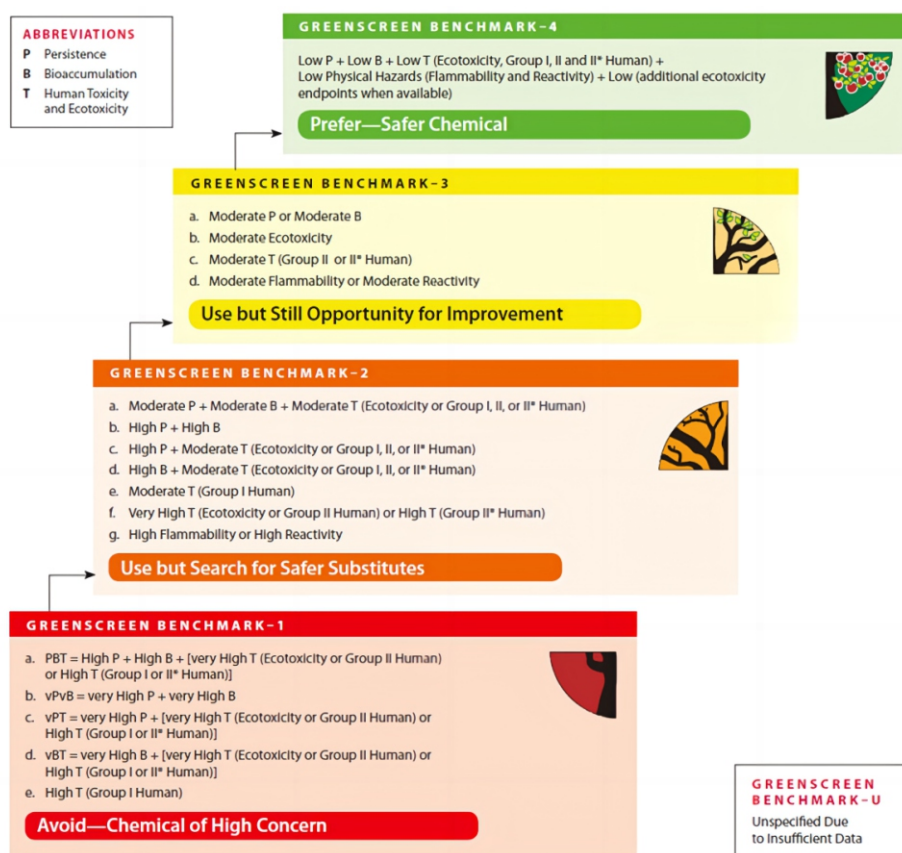 ABBREVIATIONS
P Persistence
B Bioaccumulation
T Human Toxicity
and Ecotoxicity
GREENSCREEN BENCHMARK–4
Low P + Low B + Low T (Ecotoxicity, Group I, II and II* Human) +
Low Physical Hazards (Flammability and Reactivity) + Low (additional ecotoxicity
endpoints when available)
Prefer—Safer Chemical
GREENSCREEN BENCHMARK–3
a. Moderate P or Moderate B
b. Moderate Ecotoxicity
c. Moderate T (Group II or II* Human)
d. Moderate Flammability or Moderate Reactivity
Use but Still Opportunity for Improvement
GREENSCREEN BENCHMARK–2
a. Moderate P + Moderate B + Moderate T (Ecotoxicity or Group I, II, or II* Human)
b. High P + High B
c. High P + Moderate T (Ecotoxicity or Group I, II, or II* Human)
d. High B + Moderate T (Ecotoxicity or Group I, II, or II* Human)
e. Moderate T (Group I Human)
f. Very High T (Ecotoxicity or Group II Human) or High T (Group II* Human)
g. High Flammability or High Reactivity
Use but Search for Safer Substitutes
GREENSCREEN BENCHMARK–1
a. PBT = High P + High B + [very High T (Ecotoxicity or Group II Human)
or High T (Group I or II* Human)]
b. vPvB = very High P + very High B
c. vPT = very High P + [very High T (Ecotoxicity or Group II Human) or
High T (Group I or II* Human)]
d. vBT = very High B + [very High T (Ecotoxicity or Group II Human) or
High T (Group I or II* Human)]
e. High T (Group I Human)
Avoid—Chemical of High Concern
GREENSCREEN
BENCHMARK–U
Unspecified Due
to Insufficient Data